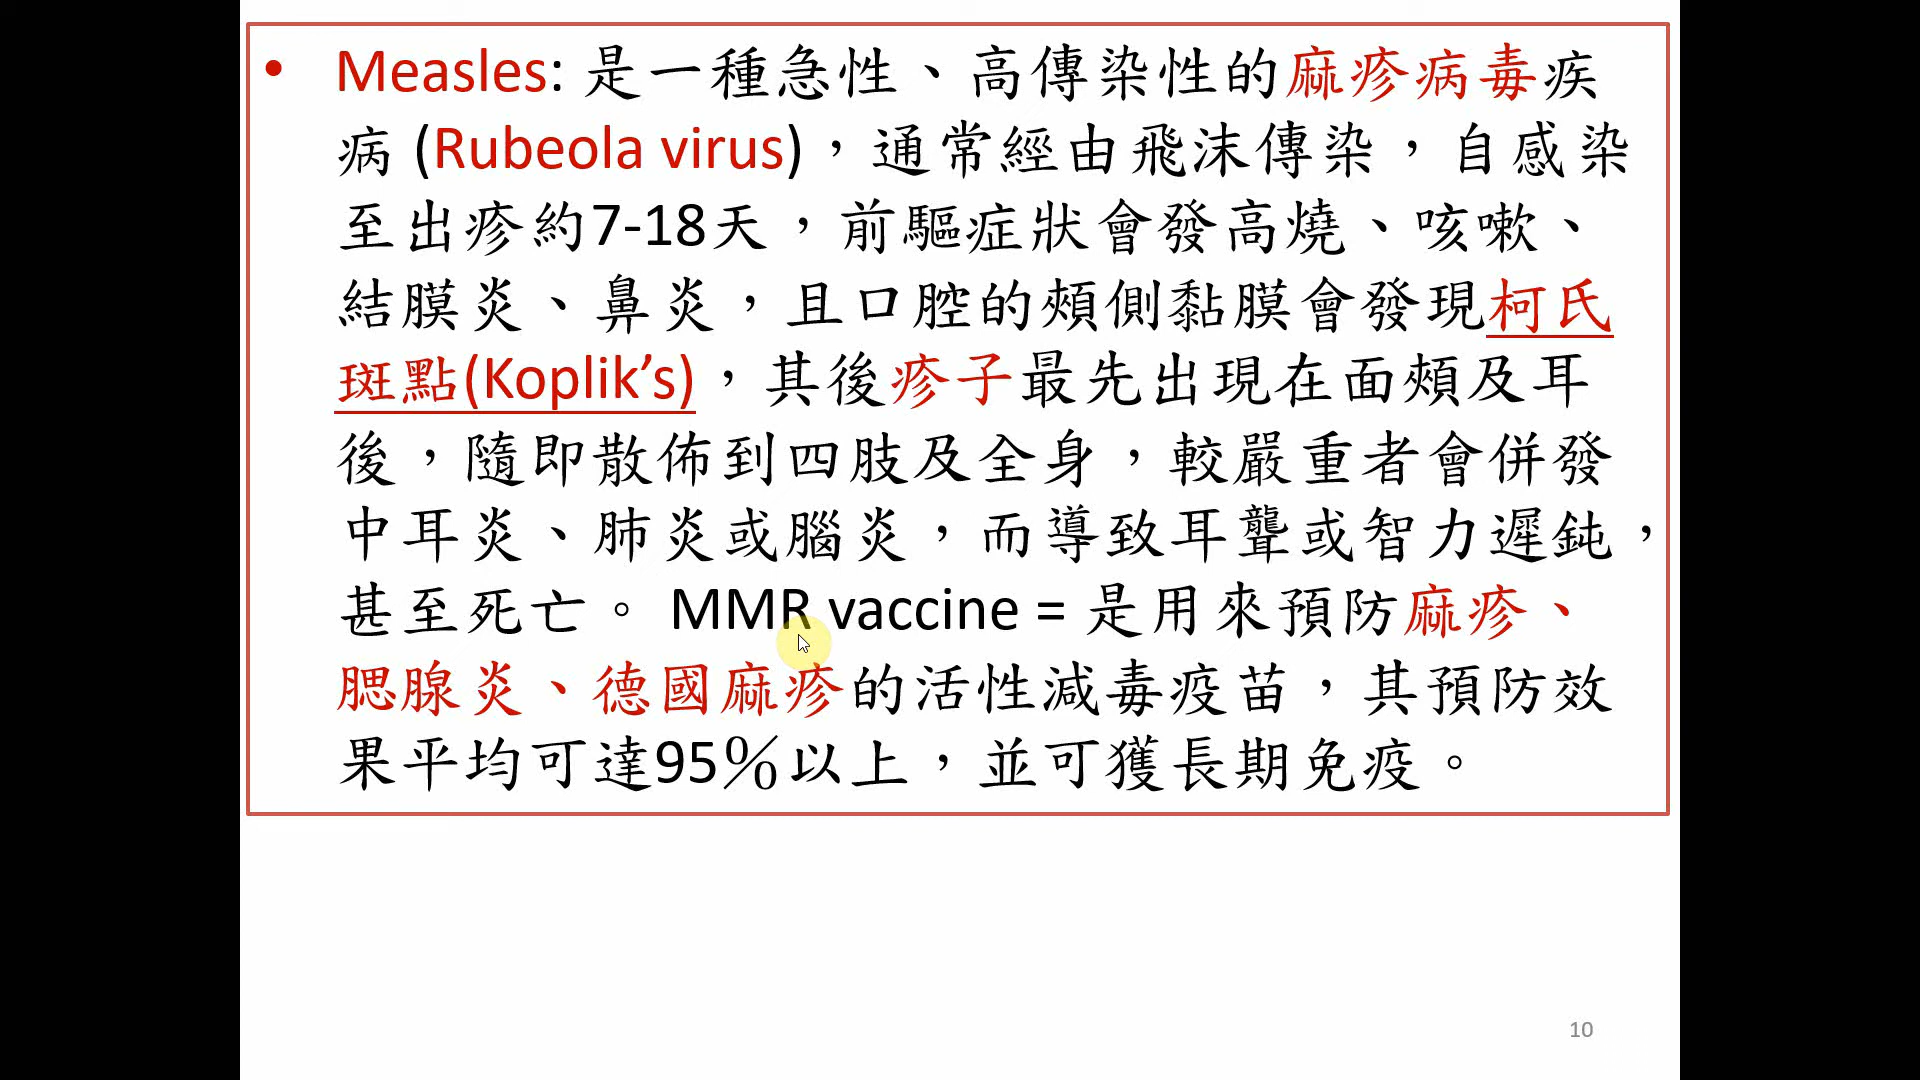 • Measles: 是一種急性、高傳染性的麻疹病毒疾
病 (Rubeola virus)，通常經由飛沫傳染，自感染
至出疹約7-18天，前驅症狀會發高燒、咳嗽、
結膜炎、鼻炎，且口腔的頰側黏膜會發現柯氏
斑點(Koplik’s)，其後疹子最先出現在面頰及耳
後，隨即散佈到四肢及全身，較嚴重者會併發
中耳炎、肺炎或腦炎，而導致耳聾或智力遲鈍，
甚至死亡。 MMR vaccine = 是用來預防麻疹、
腮腺炎、德國麻疹的活性減毒疫苗，其預防效
果平均可達95％以上，並可獲長期免疫。
10